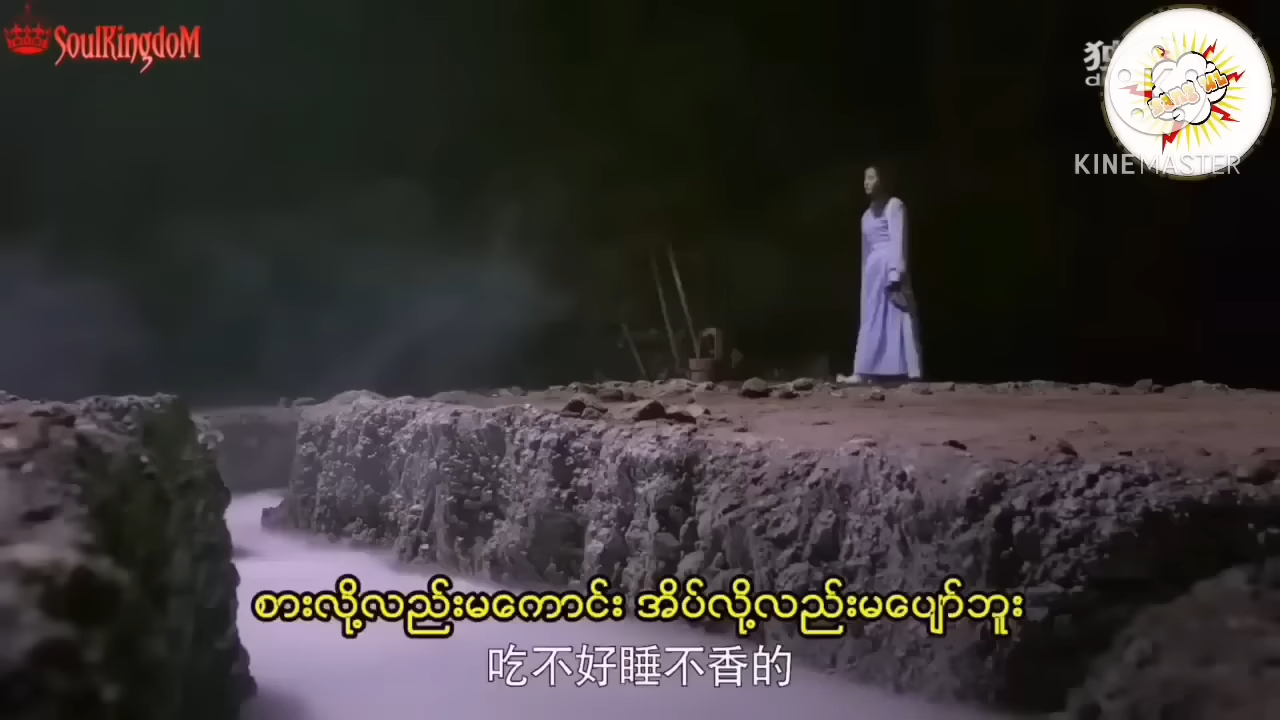 SoulKingdoM
独
KINEMASTER
စားလို့လည်းမကောင်း အိပ်လို့လည်းမပျော်ဘူး
吃不好睡不香的